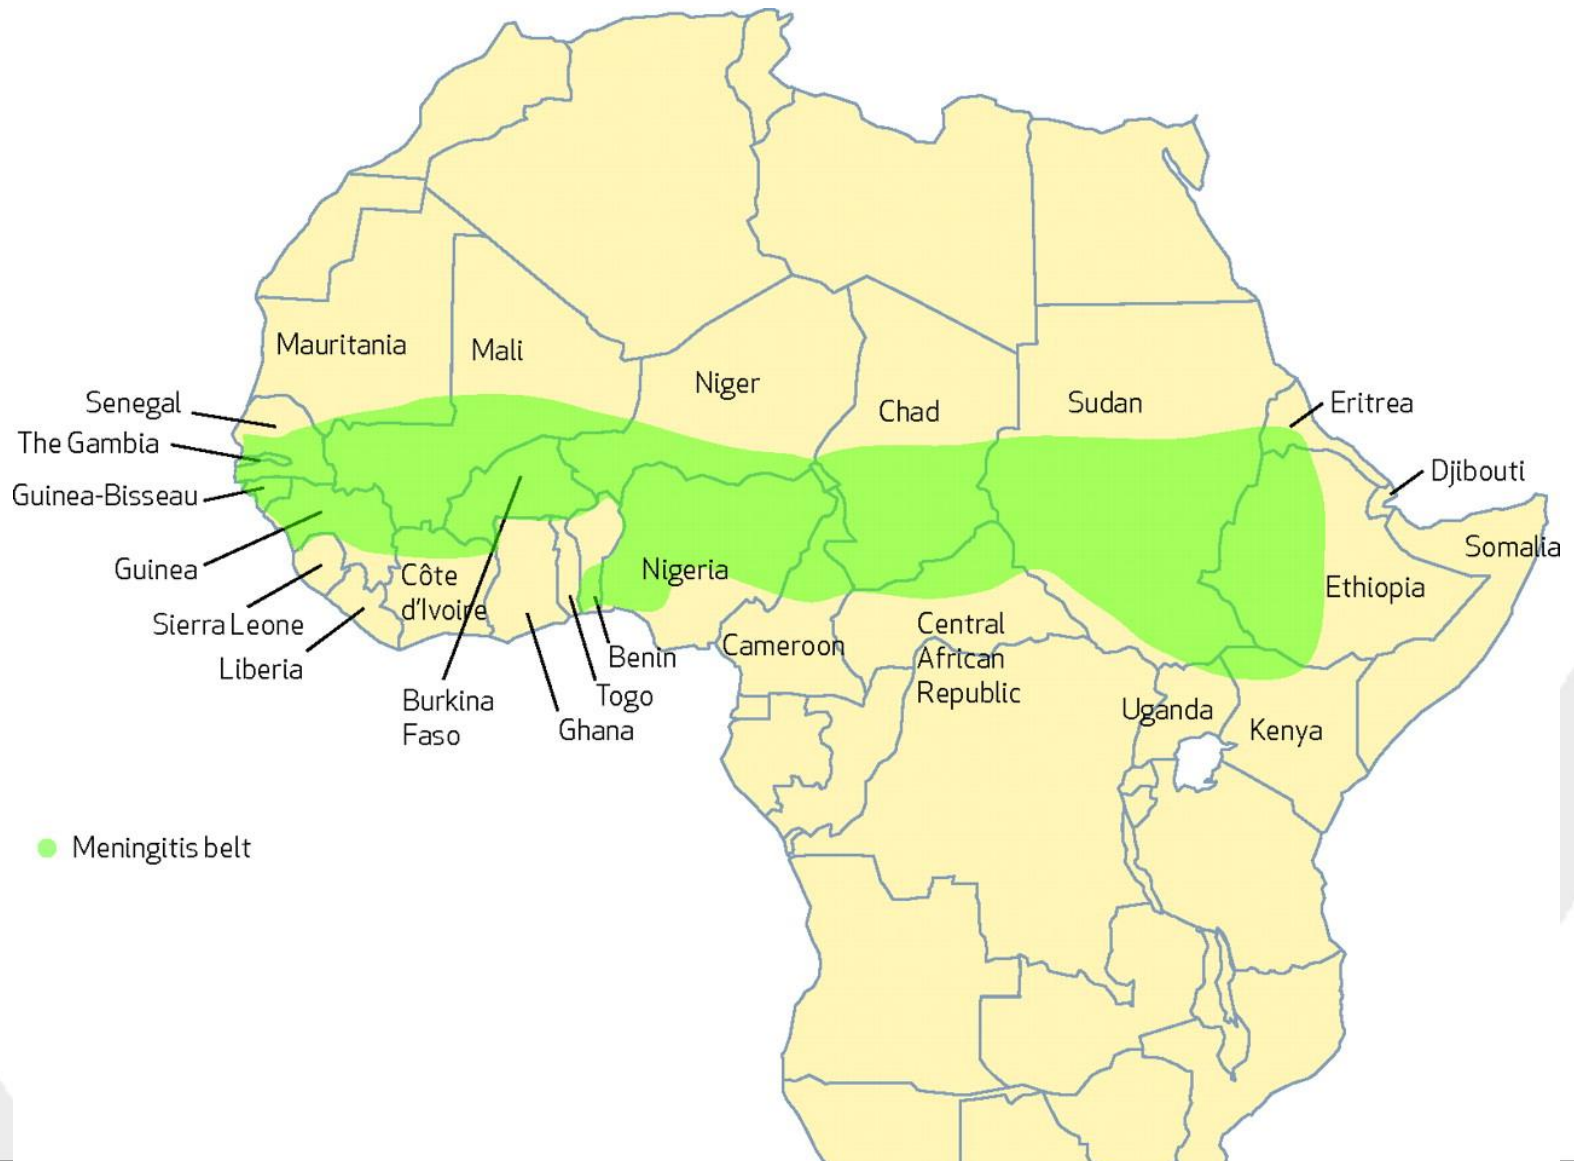 Mauritania
Mali
Niger
Chad
Sudan
Senegal
Eritrea
The Gambia
Djibouti
Guinea-Bisseau
Somalia
Guinea
Nigeria
Côte
d'Ivoire
Ethiopia
Sierra Leone
Central
African
Republic
Liberia
Cameroon
Benin
Togo
Burkina
Faso
Ghana
Uganda
Kenya
Meningitis belt